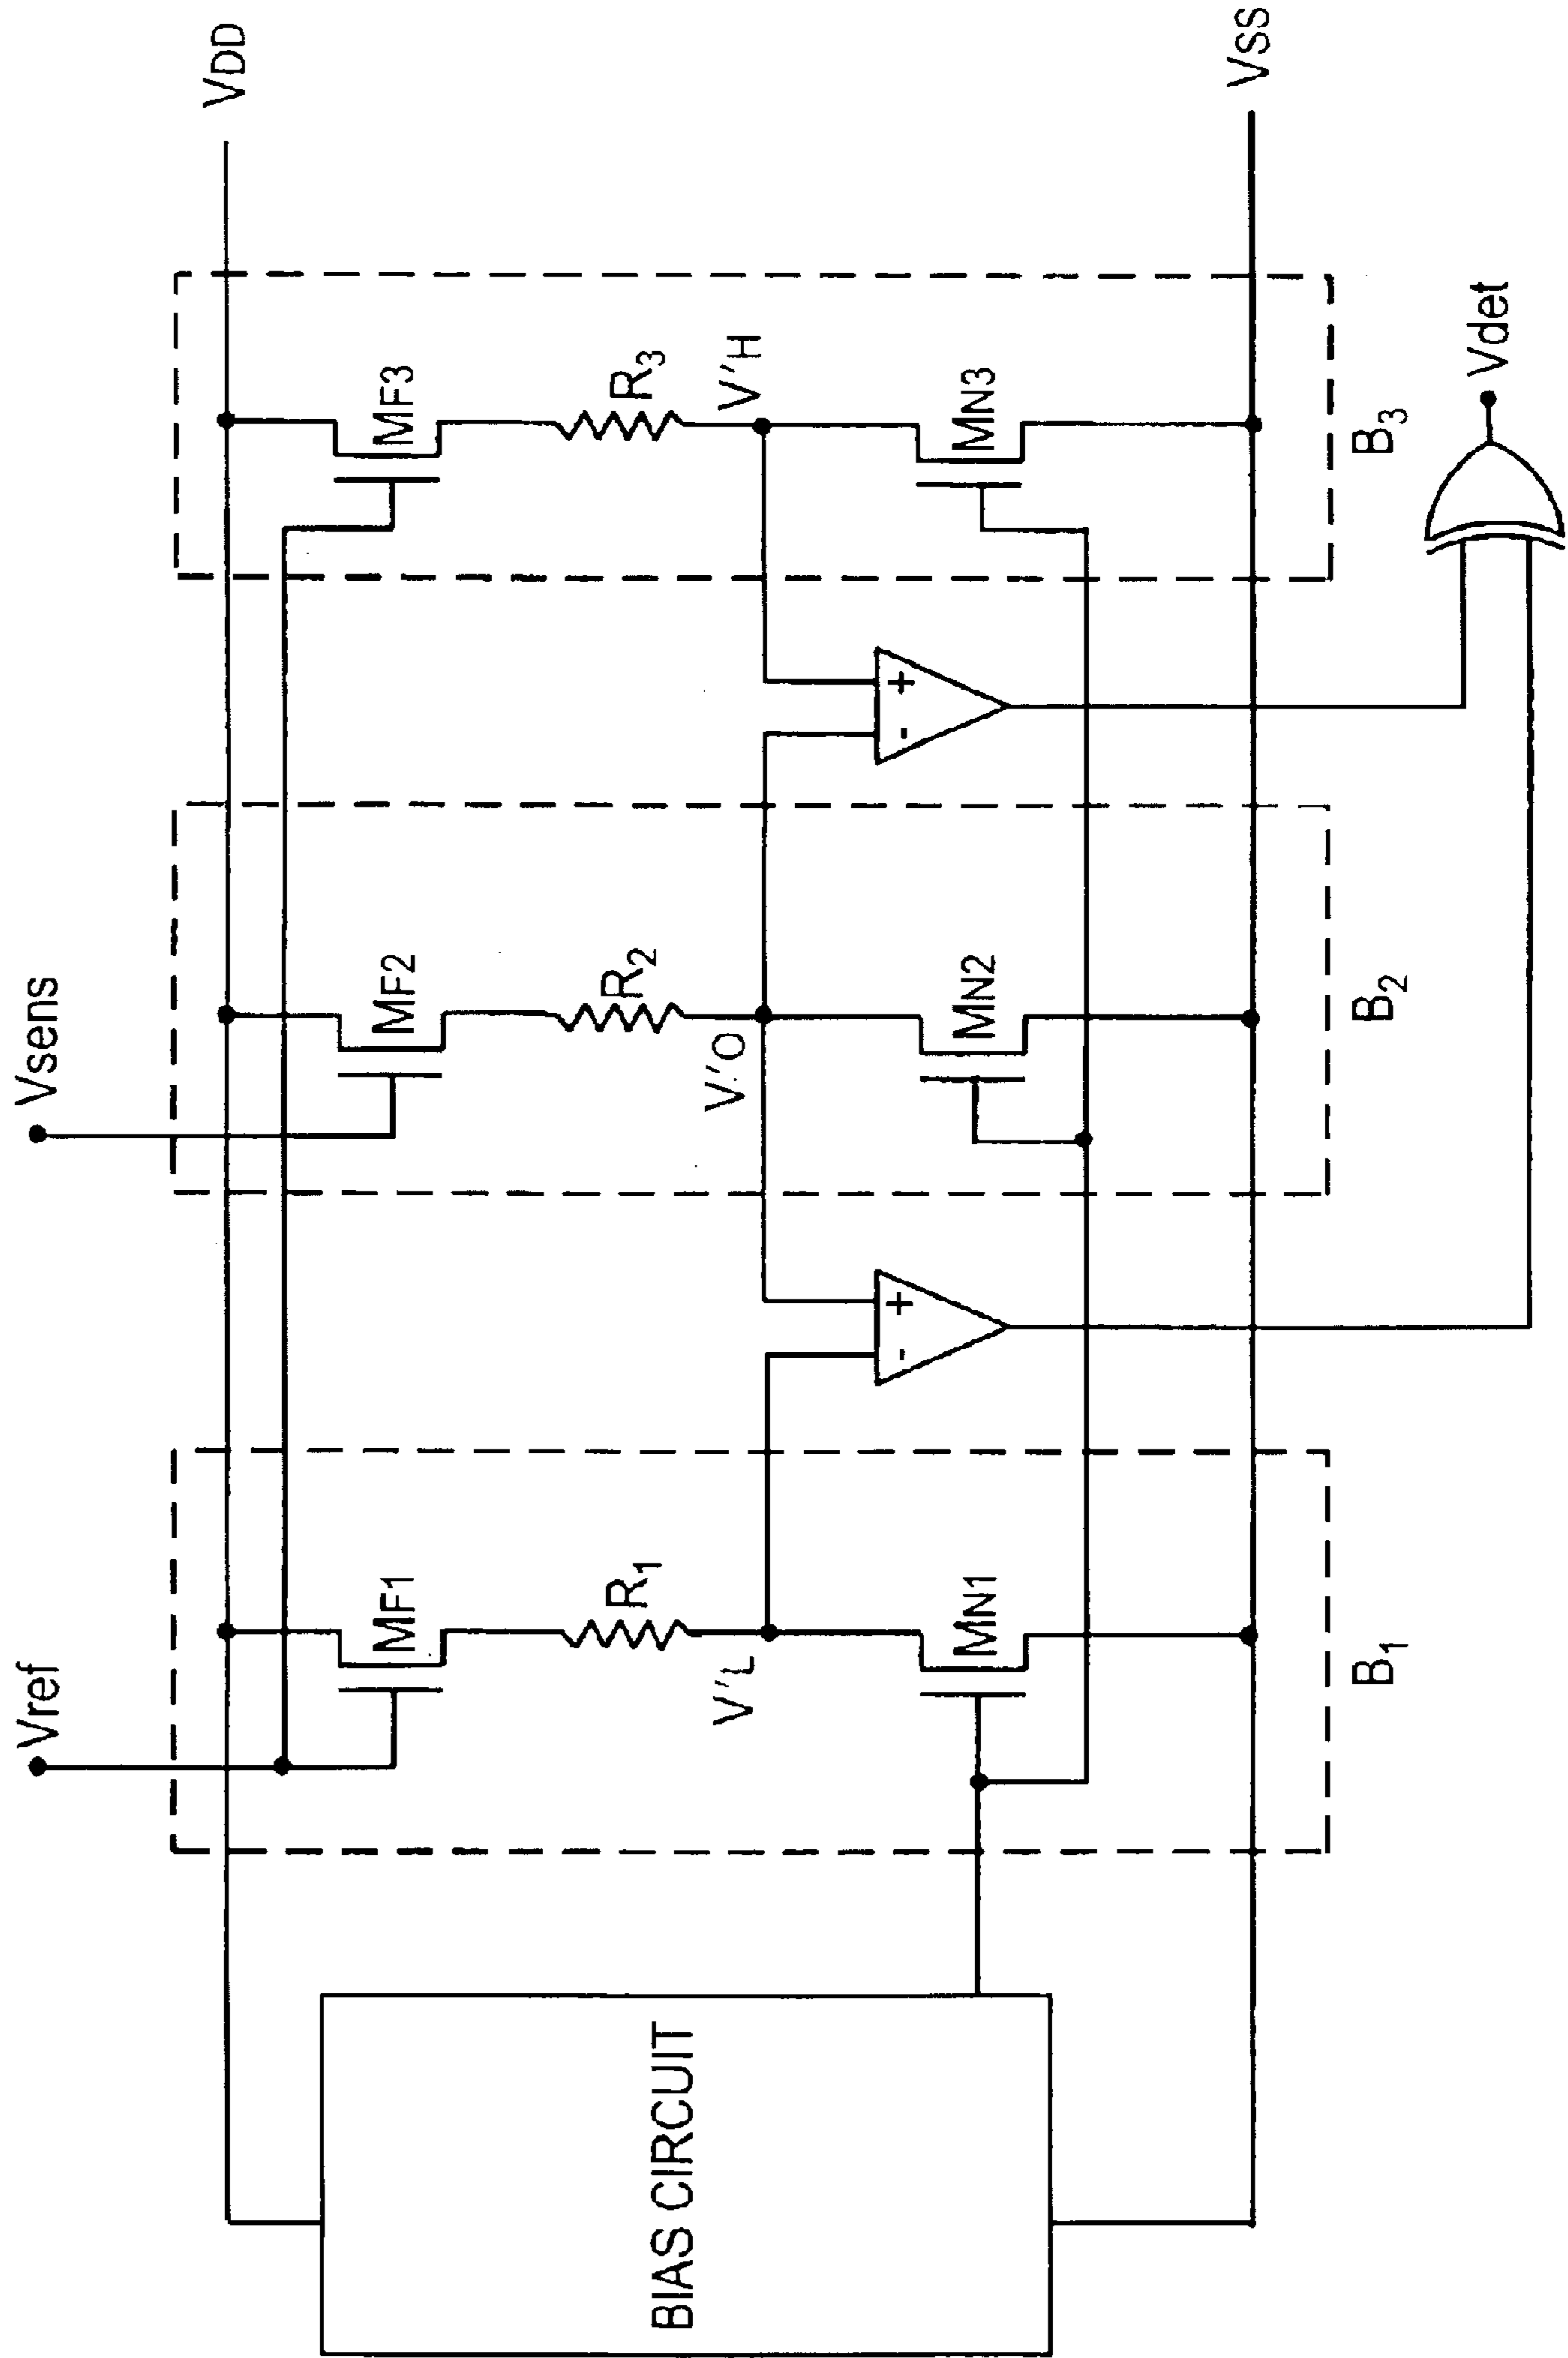 Vref
Vsens
VDD
MF1
MF2
MF3
R1
R2
R3
V'L
V'O
V'H
-
+
-
+
BIAS CIRCUIT
MN1
MN2
MN3
VSS
B1
B2
B3
Vdet